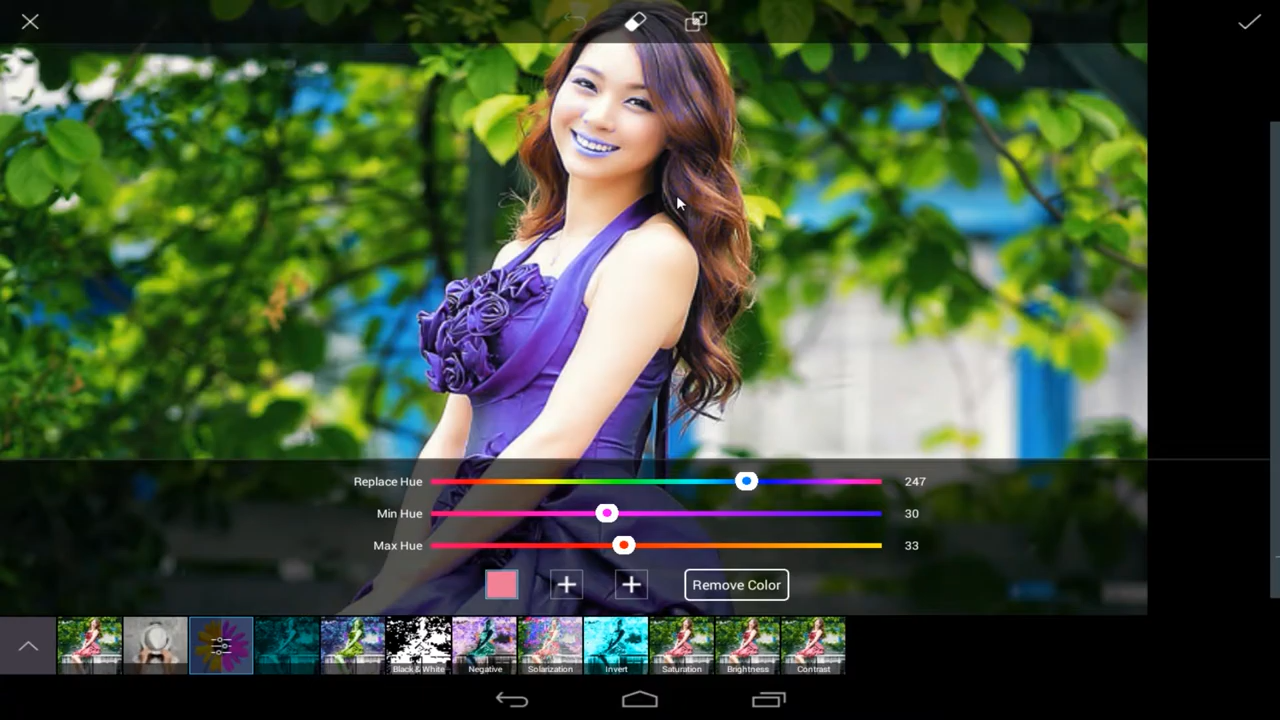 Replace Hue 247
Min Hue 30
Max Hue 33
Remove Color
Black & White
Negative
Solarization
Invert
Saturation
Brightness
Contrast